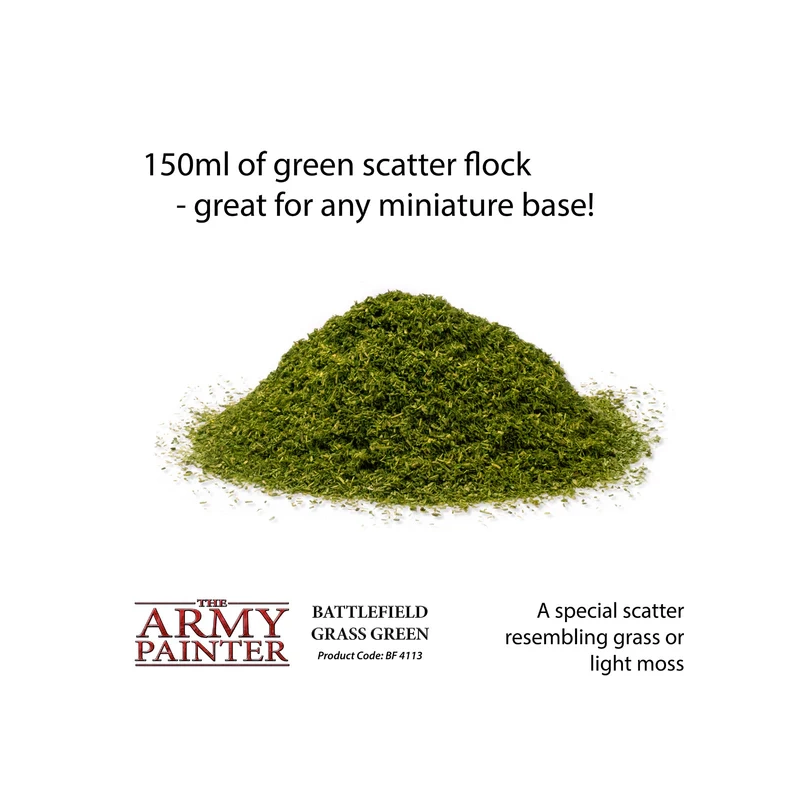 150ml of green scatter flock
- great for any miniature base!
THE
ARMY
PAINTER
BATTLEFIELD
GRASS GREEN
Product Code: BF 4113
A special scatter
resembling grass or
light moss